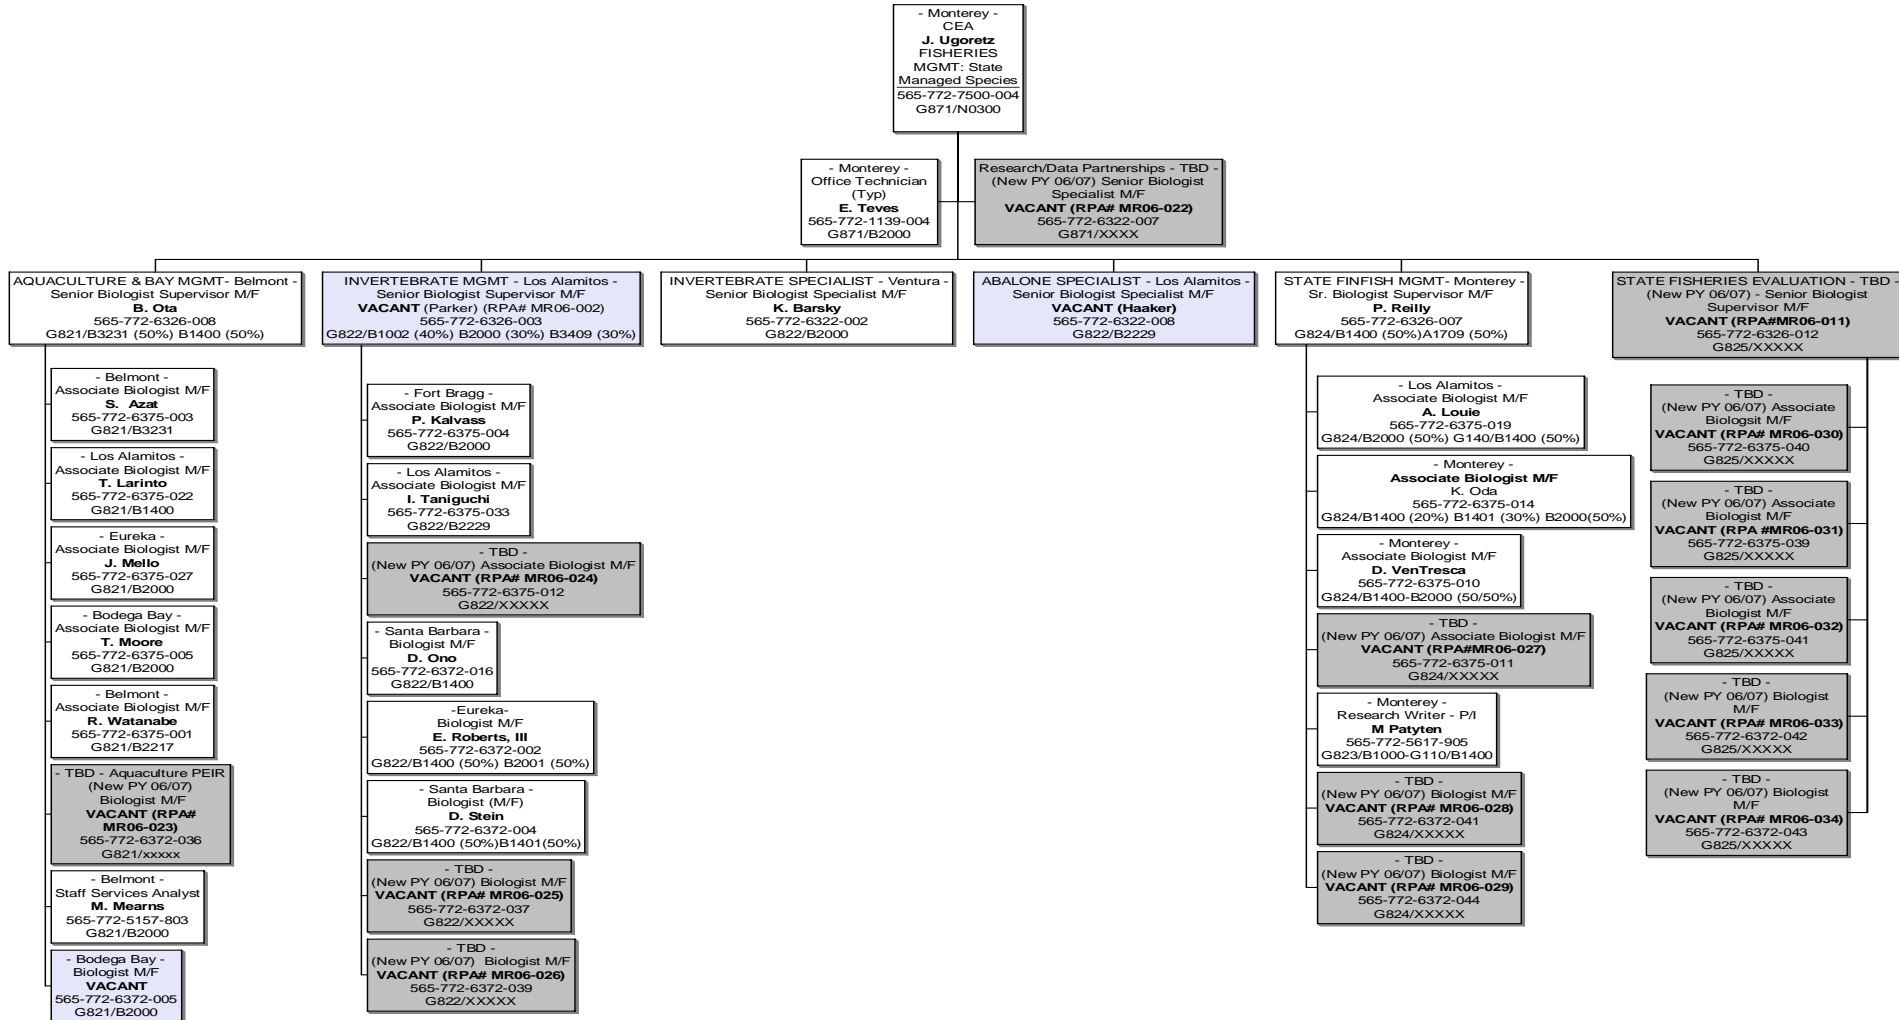 - Monterey -
CEA
J. Ugoretz
FISHERIES
MGMT: State
Managed Species
565-772-7500-004
G871/N0300
- Monterey -
Office Technician
(Typ)
E. Teves
565-772-1139-004
G871/B2000
Research/Data Partnerships - TBD -
(New PY 06/07) Senior Biologist
Specialist M/F
VACANT (RPA# MR06-022)
565-772-6322-007
G871/XXXX
AQUACULTURE & BAY MGMT- Belmont -
Senior Biologist Supervisor M/F
B. Ota
565-772-6326-008
G821/B3231 (50%) B1400 (50%)
INVERTEBRATE MGMT - Los Alamitos -
Senior Biologist Supervisor M/F
VACANT (Parker) (RPA# MR06-002)
565-772-6326-003
G822/B1002 (40%) B2000 (30%) B3409 (30%)
INVERTEBRATE SPECIALIST - Ventura -
Senior Biologist Specialist M/F
K. Barsky
565-772-6322-002
G822/B2000
ABALONE SPECIALIST - Los Alamitos -
Senior Biologist Specialist M/F
VACANT (Haaker)
565-772-6322-008
G822/B2229
STATE FINFISH MGMT- Monterey -
Sr. Biologist Supervisor M/F
P. Reilly
565-772-6326-007
G824/B1400 (50%)A1709 (50%)
STATE FISHERIES EVALUATION - TBD -
(New PY 06/07) - Senior Biologist
Supervisor M/F
VACANT (RPA#MR06-011)
565-772-6326-012
G825/XXXXX
- Belmont -
Associate Biologist M/F
S. Azat
565-772-6375-003
G821/B3231
- Los Alamitos -
Associate Biologist M/F
T. Larinto
565-772-6375-022
G821/B1400
- Eureka -
Associate Biologist M/F
J. Mello
565-772-6375-027
G821/B2000
- Bodega Bay -
Associate Biologist M/F
T. Moore
565-772-6375-005
G821/B2000
- Belmont -
Associate Biologist M/F
R. Watanabe
565-772-6375-001
G821/B2217
- TBD - Aquaculture PEIR
(New PY 06/07)
Biologist M/F
VACANT (RPA#
MR06-023)
565-772-6372-036
G821/xxxxx
- Belmont -
Staff Services Analyst
M. Mearns
565-772-5157-803
G821/B2000
- Bodega Bay -
Biologist M/F
VACANT
565-772-6372-005
G821/B2000
- Fort Bragg -
Associate Biologist M/F
P. Kalvass
565-772-6375-004
G822/B2000
- Los Alamitos -
Associate Biologist M/F
I. Taniguchi
565-772-6375-033
G822/B2229
- TBD -
(New PY 06/07) Associate Biologist M/F
VACANT (RPA# MR06-024)
565-772-6375-012
G822/XXXXX
- Santa Barbara -
Biologist M/F
D. Ono
565-772-6372-016
G822/B1400
-Eureka-
Biologist M/F
E. Roberts, III
565-772-6372-002
G822/B1400 (50%) B2001 (50%)
- Santa Barbara -
Biologist (M/F)
D. Stein
565-772-6372-004
G822/B1400 (50%)B1401(50%)
- TBD -
(New PY 06/07) Biologist M/F
VACANT (RPA# MR06-025)
565-772-6372-037
G822/XXXXX
- TBD -
(New PY 06/07) Biologist M/F
VACANT (RPA# MR06-026)
565-772-6372-039
G822/XXXXX
- Los Alamitos -
Associate Biologist M/F
A. Louie
565-772-6375-019
G824/B2000 (50%) G140/B1400 (50%)
- Monterey -
Associate Biologist M/F
K. Oda
565-772-6375-014
G824/B1400 (20%) B1401 (30%) B2000(50%)
- Monterey -
Associate Biologist M/F
D. VenTresca
565-772-6375-010
G824/B1400-B2000 (50/50%)
- TBD -
(New PY 06/07) Associate Biologist M/F
VACANT (RPA#MR06-027)
565-772-6375-011
G824/XXXXX
- Monterey -
Research Writer - P/I
M Patyten
565-772-5617-905
G823/B1000-G110/B1400
- TBD -
(New PY 06/07) Biologist M/F
VACANT (RPA# MR06-028)
565-772-6372-041
G824/XXXXX
- TBD -
(New PY 06/07) Biologist M/F
VACANT (RPA# MR06-029)
565-772-6372-044
G824/XXXXX
- TBD -
(New PY 06/07) Associate
Biologsit M/F
VACANT (RPA# MR06-030)
565-772-6375-040
G825/XXXXX
- TBD -
(New PY 06/07) Associate
Biologist M/F
VACANT (RPA #MR06-031)
565-772-6375-039
G825/XXXXX
- TBD -
(New PY 06/07) Associate
Biologist M/F
VACANT (RPA# MR06-032)
565-772-6375-041
G825/XXXXX
- TBD -
(New PY 06/07) Biologist
M/F
VACANT (RPA# MR06-033)
565-772-6372-042
G825/XXXXX
- TBD -
(New PY 06/07) Biologist
M/F
VACANT (RPA# MR06-034)
565-772-6372-043
G825/XXXXX